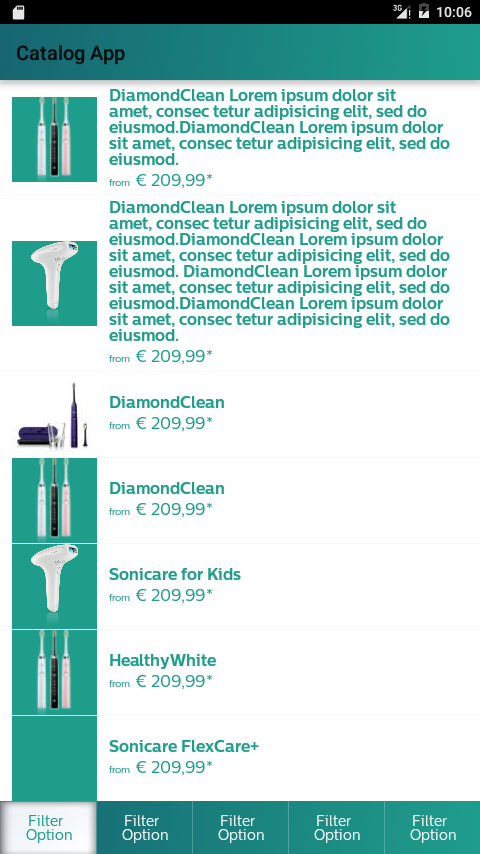 3G
10:06
Catalog App
DiamondClean Lorem ipsum dolor sit
amet, consec tetur adipisicing elit, sed do
eiusmod.DiamondClean Lorem ipsum dolor
sit amet, consec tetur adipisicing elit, sed do
eiusmod.
from € 209,99*
DiamondClean Lorem ipsum dolor sit
amet, consec tetur adipisicing elit, sed do
eiusmod.DiamondClean Lorem ipsum dolor
sit amet, consec tetur adipisicing elit, sed do
eiusmod. DiamondClean Lorem ipsum dolor
sit amet, consec tetur adipisicing elit, sed do
eiusmod.DiamondClean Lorem ipsum dolor
sit amet, consec tetur adipisicing elit, sed do
eiusmod.
from € 209,99*
DiamondClean
from € 209,99*
DiamondClean
from € 209,99*
Sonicare for Kids
from € 209,99*
HealthyWhite
from € 209,99*
Sonicare FlexCare+
from € 209,99*
Filter
Option
Filter
Option
Filter
Option
Filter
Option
Filter
Option